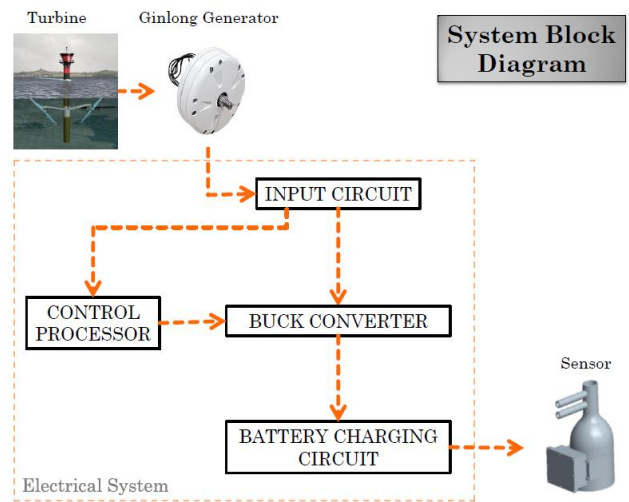 Turbine
Ginlong Generator
System Block
Diagram
INPUT CIRCUIT
CONTROL
PROCESSOR
BUCK CONVERTER
Sensor
BATTERY CHARGING
CIRCUIT
Electrical System